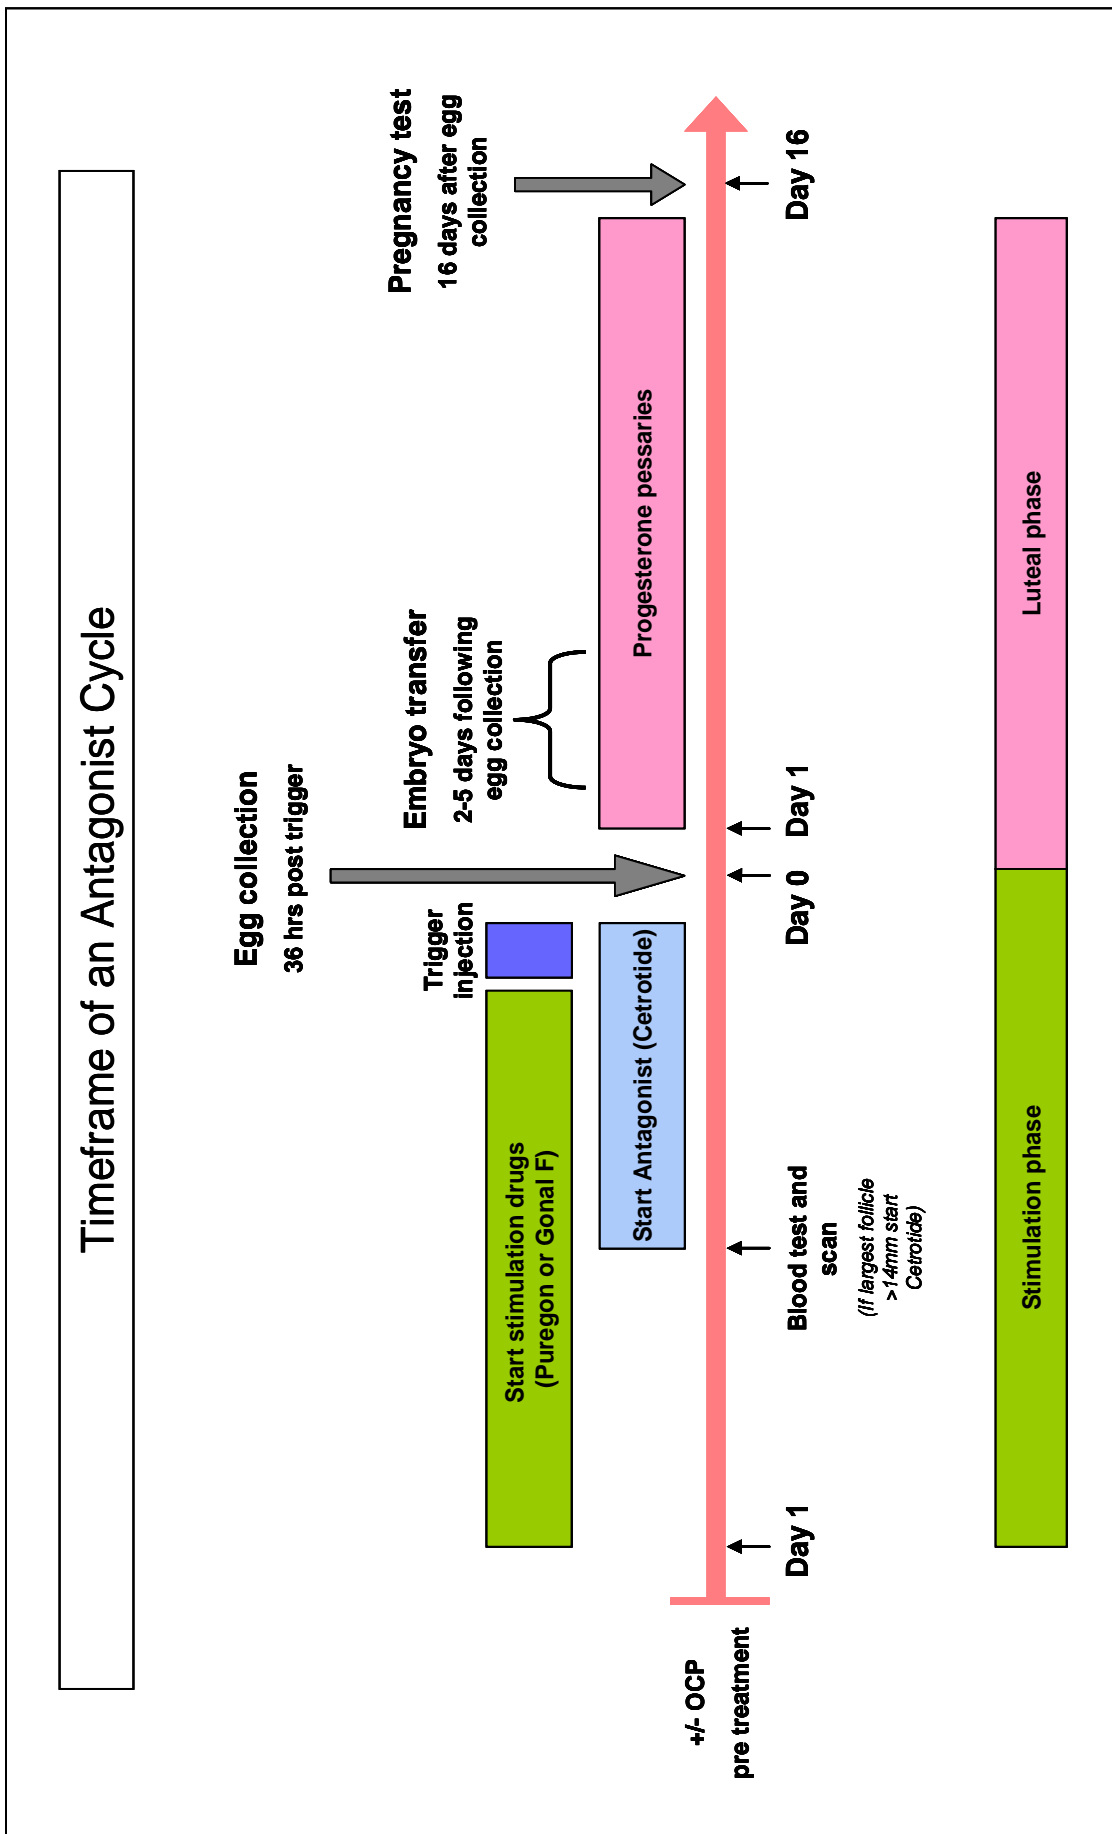 Timeframe of an Antagonist Cycle
Egg collection
36 hrs post trigger
Trigger
injection
Embryo transfer
2-5 days following
egg collection
Pregnancy test
16 days after egg
collection
Start stimulation drugs
(Puregon or Gonal F)
Start Antagonist (Cetrotide)
Progesterone pessaries
+/- OCP
pre treatment
Day 1
Blood test and
scan
(If largest follicle
>14mm start
Cetrotide)
Day 0
Day 1
Day 16
Stimulation phase
Luteal phase